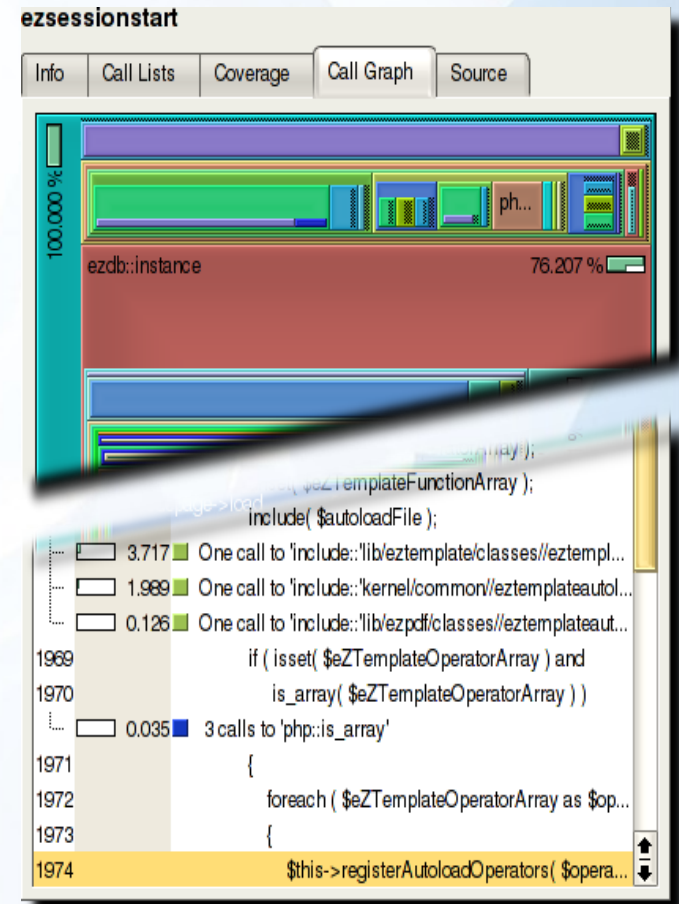 ezsessionstart
Info Call Lists Coverage Call Graph Source
100.000 %
ph...
ezdb::instance 76.207 %
$eZTemplateFunctionArray );
page->load
include( $autoloadFile );
3.717 One call to 'include::'lib/eztemplate/classes//eztempl...
1.989 One call to 'include::'kernel/common//eztemplateautol...
0.126 One call to 'include::'lib/ezpdf/classes//eztemplateaut...
1969 if ( isset( $eZTemplateOperatorArray ) and
1970 is_array( $eZTemplateOperatorArray ) )
0.035 3 calls to 'php::is_array'
1971 {
1972 foreach ( $eZTemplateOperatorArray as $op...
1973 {
1974 $this->registerAutoloadOperators( $opera...